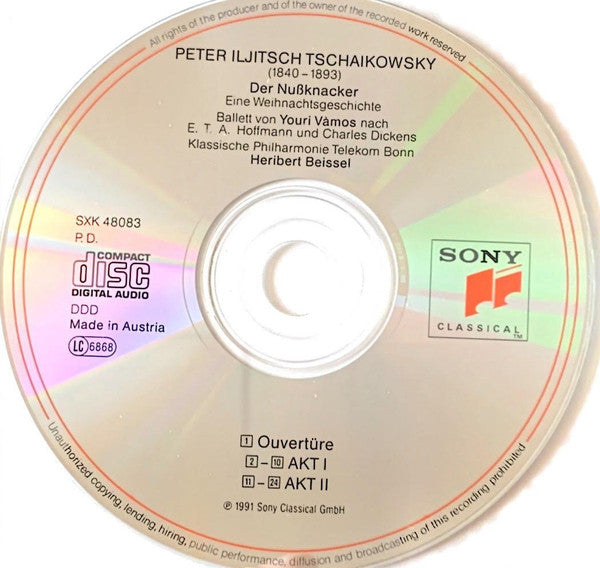 All rights of the producer and of the owner of the recorded work reserved
PETER ILJITSCH TSCHAIKOWSKY
(1840–1893)
Der Nußknacker
Eine Weihnachtsgeschichte
Ballett von Youri Vàmos nach
E. T. A. Hoffmann und Charles Dickens
Klassische Philharmonie Telekom Bonn
Heribert Beissel
SXK 48083
P. D.
COMPACT
disc
DIGITAL AUDIO
DDD
Made in Austria
LC 6868
SONY
CLASSICAL
TM
1 Ouvertüre
2–10 AKT I
11–24 AKT II
℗ 1991 Sony Classical GmbH
Unauthorized copying, lending, hiring, public performance, diffusion and broadcasting of this recording prohibited